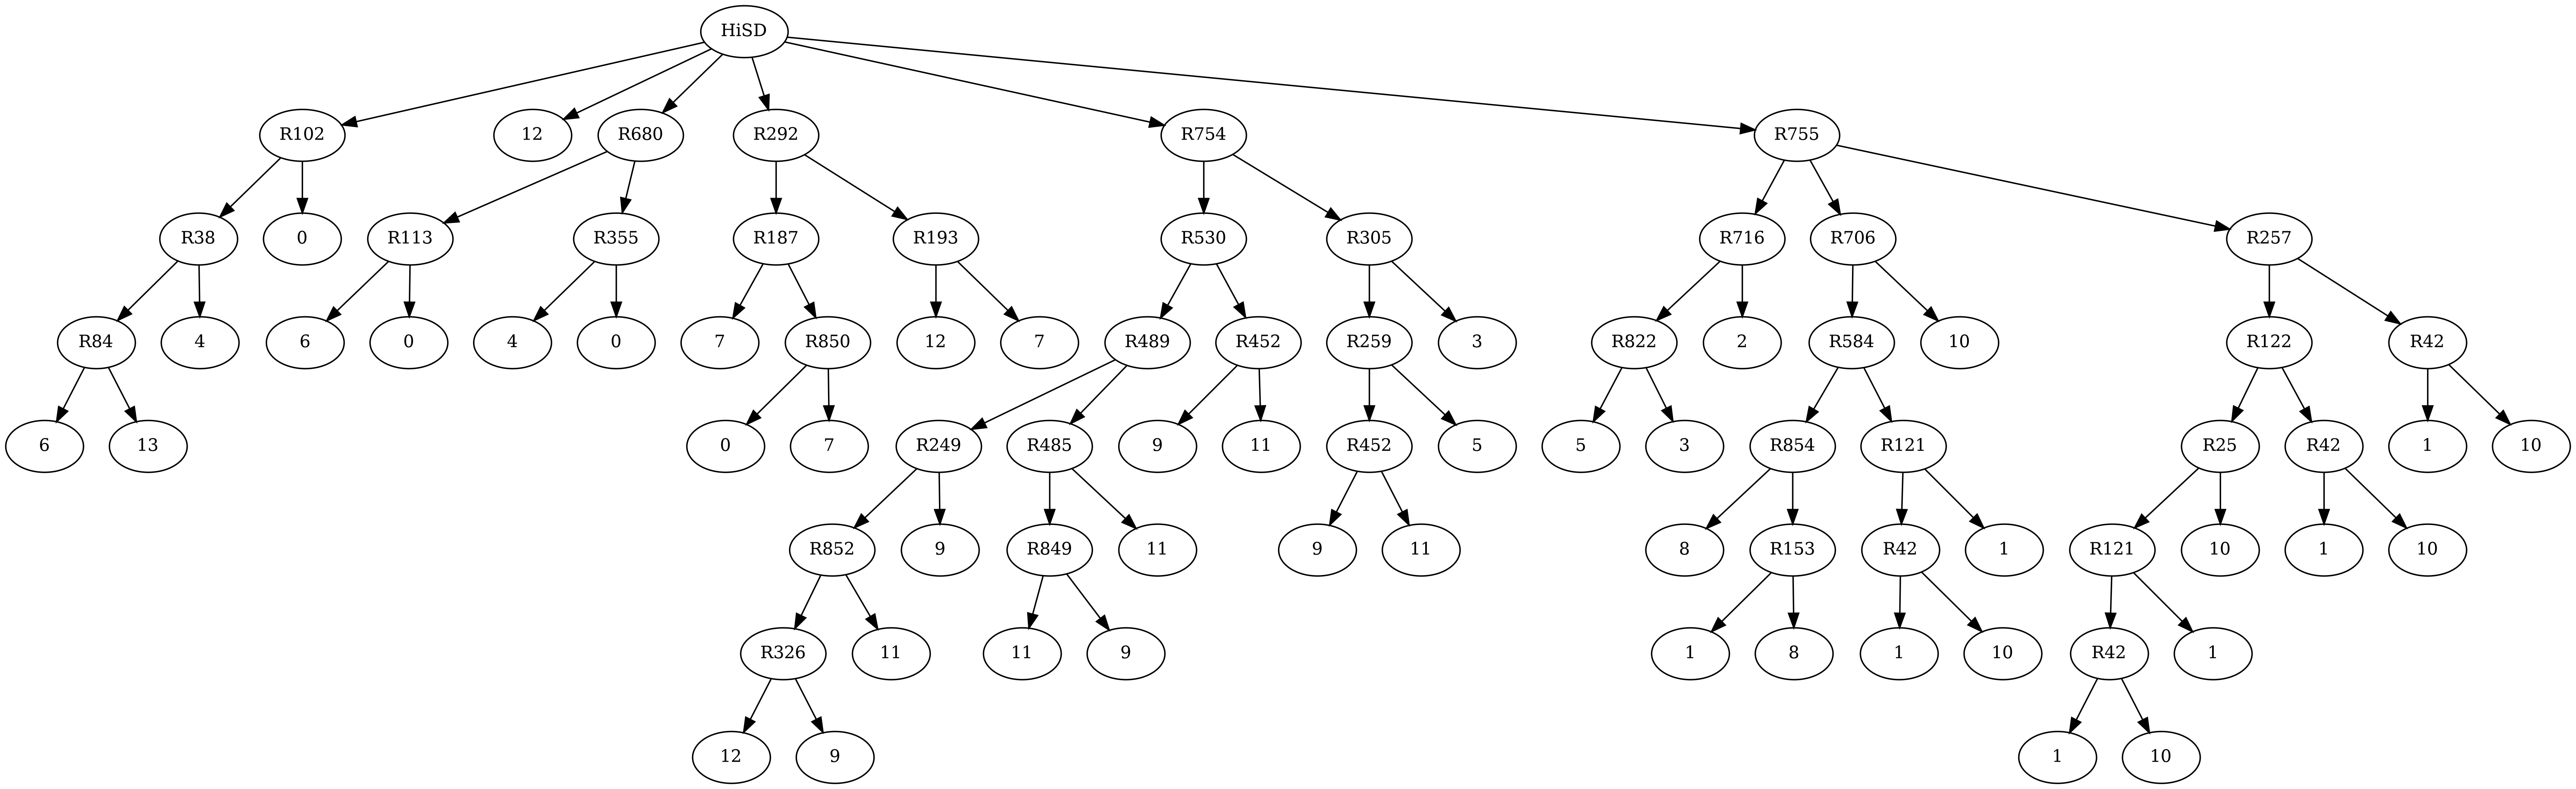 HiSD
R102 12 R680 R292 R754 R755
R38 0 R113 R355 R187 R193 R530 R305 R716 R706 R257
R84 4 6 0 4 0 7 R850 12 7 R489 R452 R259 3 R822 2 R584 10 R122 R42
6 13 0 7 R249 R485 9 11 R452 5 5 3 R854 R121 R25 R42 1 10
R852 9 R849 11 9 11 8 R153 R42 1 R121 10 1 10
R326 11 11 9 1 8 1 10 R42 1
12 9 1 10